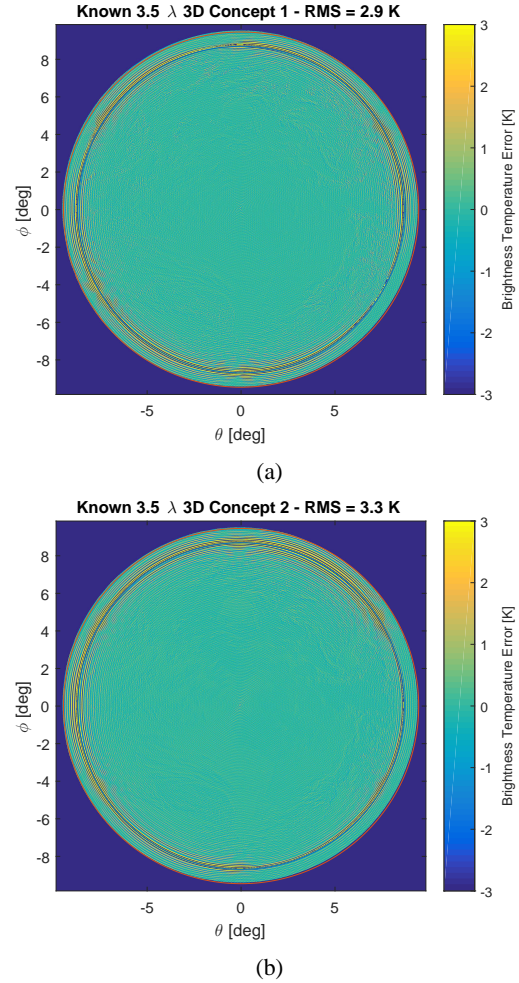 Known 3.5 λ 3D Concept 1 - RMS = 2.9 K
8
6
4
2
0
-2
-4
-6
-8
ϕ [deg]
-5 0 5
θ [deg]
3
2
1
0
-1
-2
-3
Brightness Temperature Error [K]
(a)
Known 3.5 λ 3D Concept 2 - RMS = 3.3 K
8
6
4
2
0
-2
-4
-6
-8
ϕ [deg]
-5 0 5
θ [deg]
3
2
1
0
-1
-2
-3
Brightness Temperature Error [K]
(b)